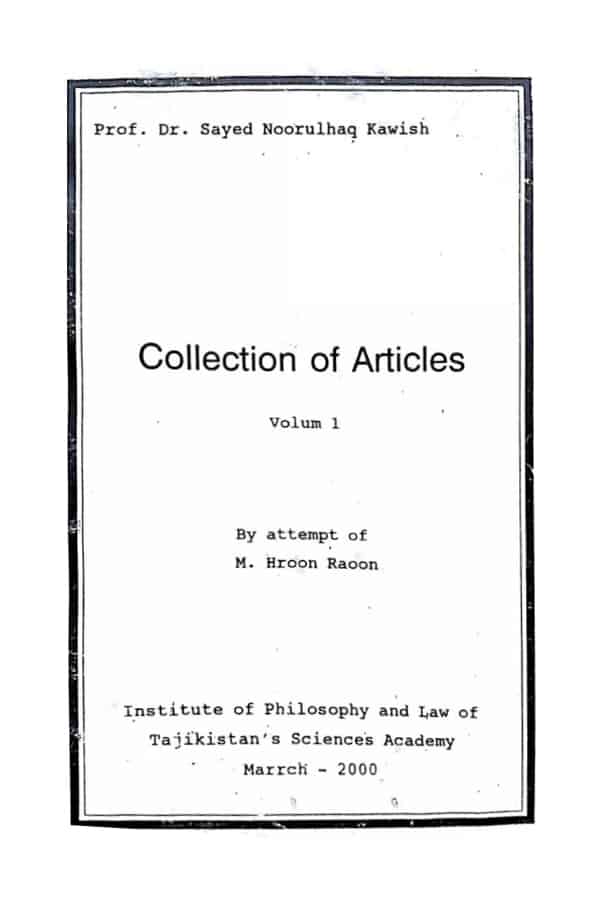 Prof. Dr. Sayed Noorulhaq Kawish
Collection of Articles
Volum 1
By attempt of
M. Hroon Raoon
Institute of Philosophy and Law of
Tajikistan's Sciences Academy
Marrch - 2000